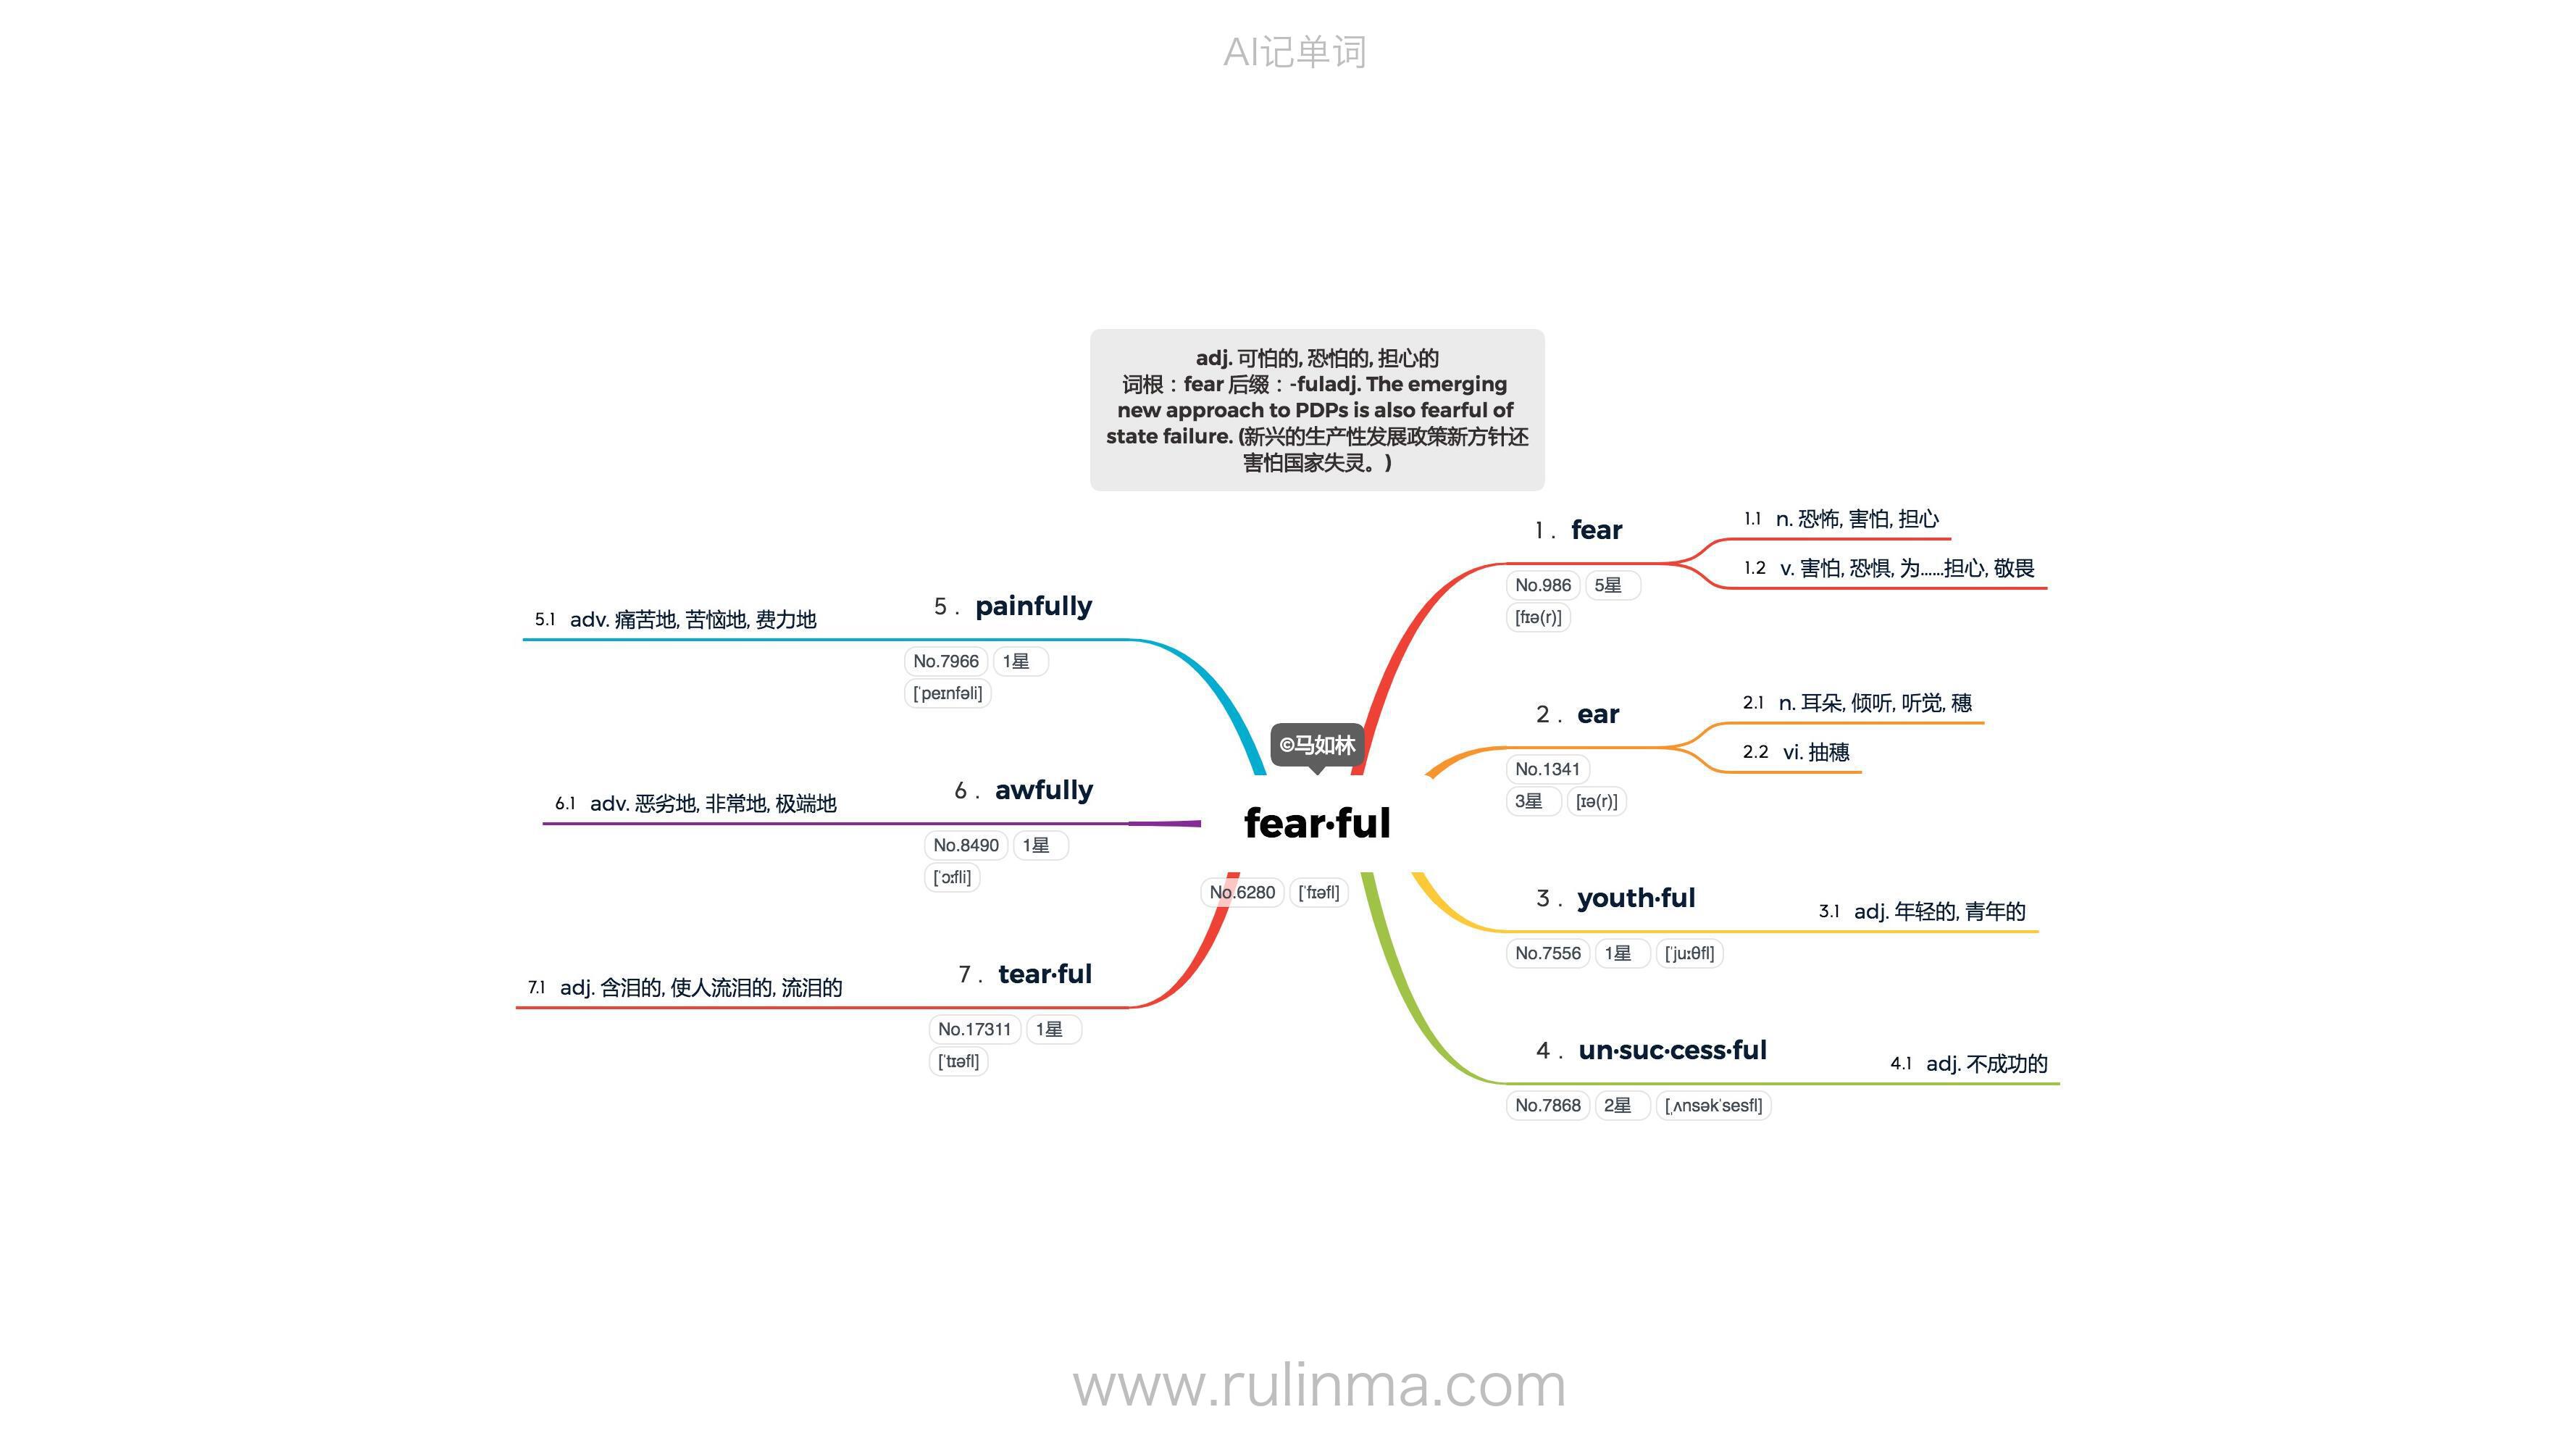 AI记单词
adj. 可怕的, 恐怕的, 担心的
词根：fear 后缀：-fuladj. The emerging
new approach to PDPs is also fearful of
state failure. (新兴的生产性发展政策新方针还
害怕国家失灵。)
©马如林
fear·ful
No.6280 [ˈfɪəfl]
1 . fear
No.986 5星
[fɪə(r)]
1.1 n. 恐怖, 害怕, 担心
1.2 v. 害怕, 恐惧, 为……担心, 敬畏
2 . ear
No.1341
3星 [ɪə(r)]
2.1 n. 耳朵, 倾听, 听觉, 穗
2.2 vi. 抽穗
3 . youth·ful
No.7556 1星 [ˈjuːθfl]
3.1 adj. 年轻的, 青年的
4 . un·suc·cess·ful
No.7868 2星 [ˌʌnsəkˈsesfl]
4.1 adj. 不成功的
5 . painfully
No.7966 1星
[ˈpeɪnfəli]
5.1 adv. 痛苦地, 苦恼地, 费力地
6 . awfully
No.8490 1星
[ˈɔːfli]
6.1 adv. 恶劣地, 非常地, 极端地
7 . tear·ful
No.17311 1星
[ˈtɪəfl]
7.1 adj. 含泪的, 使人流泪的, 流泪的
www.rulinma.com